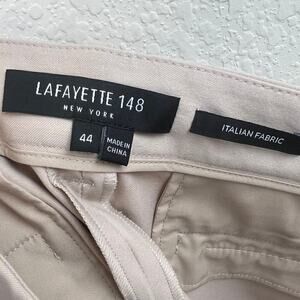 LAFAYETTE 148
NEW YORK
44
MADE IN
CHINA
ITALIAN FABRIC